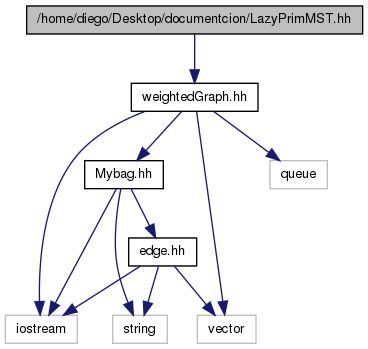 /home/diego/Desktop/documentcion/LazyPrimMST.hh
weightedGraph.hh
Mybag.hh
queue
edge.hh
iostream
string
vector